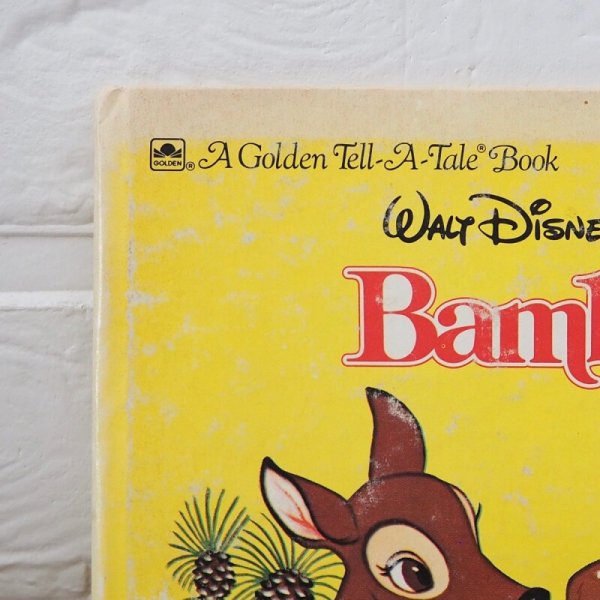 GOLDEN ® A Golden Tell-A-Tale® Book
WALT DISNE
Bam